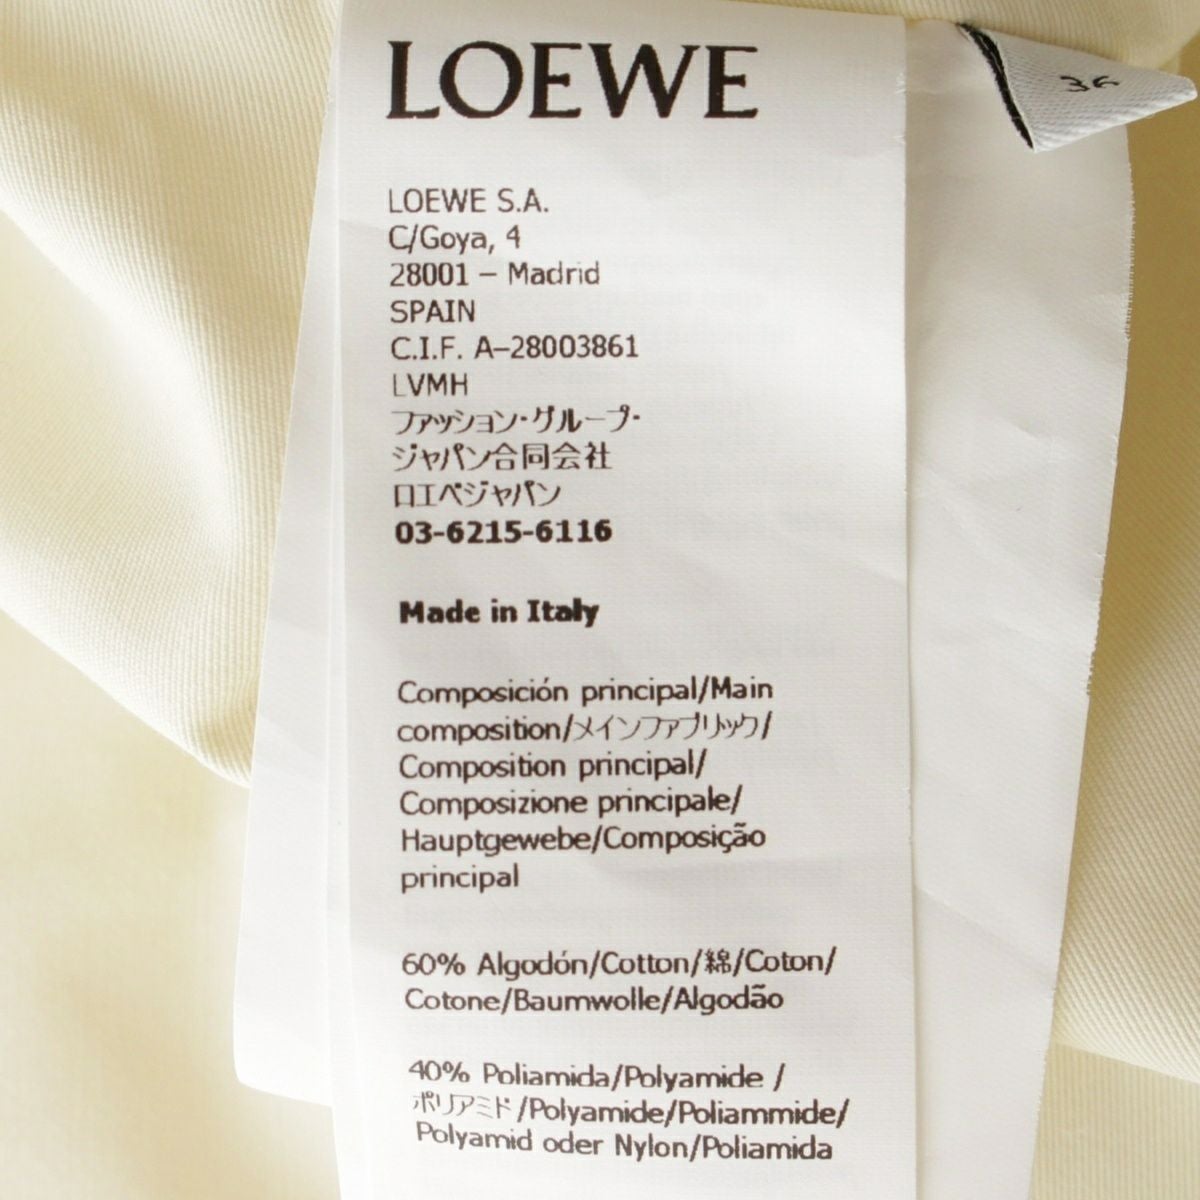 LOEWE
36
LOEWE S.A.
C/Goya, 4
28001 – Madrid
SPAIN
C.I.F. A–28003861
LVMH
ファッション・グループ・
ジャパン合同会社
ロエベジャパン
03-6215-6116
Made in Italy
Composición principal/Main
composition/メインファブリック/
Composition principal/
Composizione principale/
Hauptgewebe/Composição
principal
60% Algodón/Cotton/綿/Coton/
Cotone/Baumwolle/Algodão
40% Poliamida/Polyamide /
ポリアミド/Polyamide/Poliammide/
Polyamid oder Nylon/Poliamida